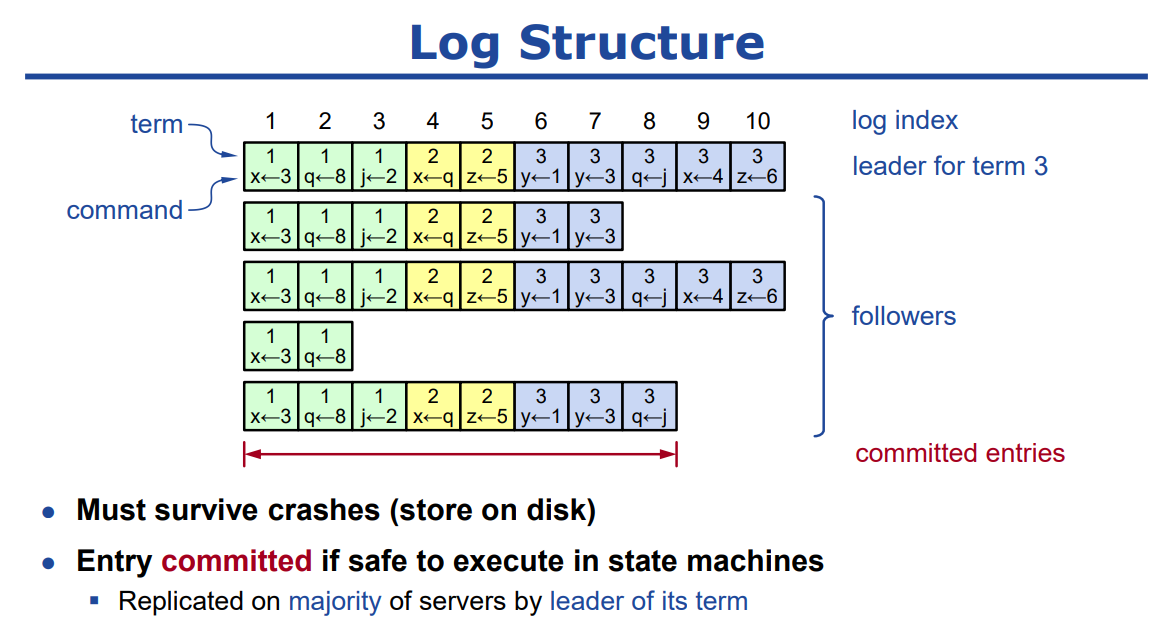 Log Structure
term
1 2 3 4 5 6 7 8 9 10
log index
1 1 1 2 2 3 3 3 3 3
x←3 q←8 j←2 x←q z←5 y←1 y←3 q←j x←4 z←6
leader for term 3
command
1 1 1 2 2 3 3
x←3 q←8 j←2 x←q z←5 y←1 y←3
1 1 1 2 2 3 3 3 3 3
x←3 q←8 j←2 x←q z←5 y←1 y←3 q←j x←4 z←6
followers
1 1
x←3 q←8
1 1 1 2 2 3 3 3
x←3 q←8 j←2 x←q z←5 y←1 y←3 q←j
committed entries
● Must survive crashes (store on disk)
● Entry committed if safe to execute in state machines
▪ Replicated on majority of servers by leader of its term